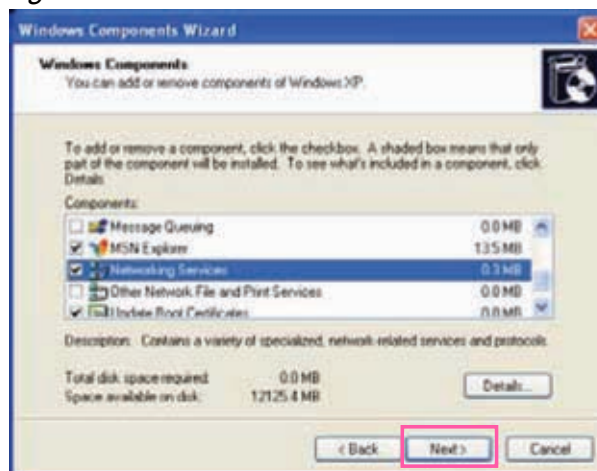 Windows Components Wizard
Windows Components
You can add or remove components of Windows XP.
To add or remove a component, click the checkbox. A shaded box means that only
part of the component will be installed. To see what's included in a component, click
Details.
Components:
Message Queuing 0.0 MB
MSN Explorer 13.5 MB
Networking Services 0.3 MB
Other Network File and Print Services 0.0 MB
Update Root Certificates 0.0 MB
Description: Contains a variety of specialized, network-related services and protocols.
Total disk space required: 0.0 MB
Space available on disk: 12125.4 MB
Details...
< Back Next > Cancel